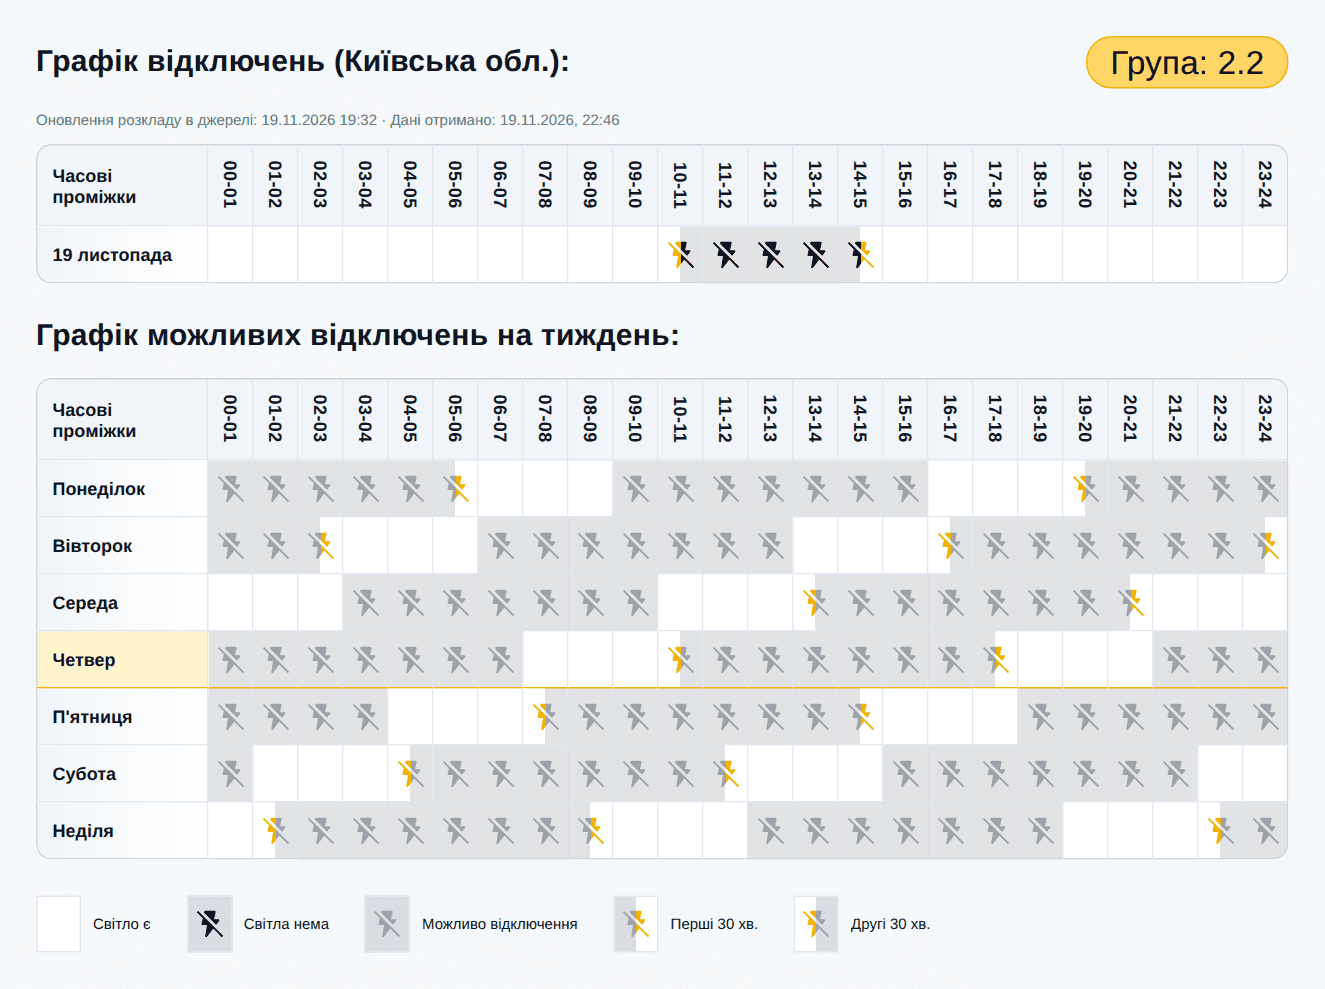 Графік відключень (Київська обл.):
Група: 2.2
Оновлення розкладу в джерелі: 19.11.2026 19:32 · Дані отримано: 19.11.2026, 22:46
Часові проміжки 00-01 01-02 02-03 03-04 04-05 05-06 06-07 07-08 08-09 09-10 10-11 11-12 12-13 13-14 14-15 15-16 16-17 17-18 18-19 19-20 20-21 21-22 22-23 23-24
19 листопада
Графік можливих відключень на тиждень:
Часові проміжки 00-01 01-02 02-03 03-04 04-05 05-06 06-07 07-08 08-09 09-10 10-11 11-12 12-13 13-14 14-15 15-16 16-17 17-18 18-19 19-20 20-21 21-22 22-23 23-24
Понеділок
Вівторок
Середа
Четвер
П'ятниця
Субота
Неділя
Світло є Світла нема Можливо відключення Перші 30 хв. Другі 30 хв.